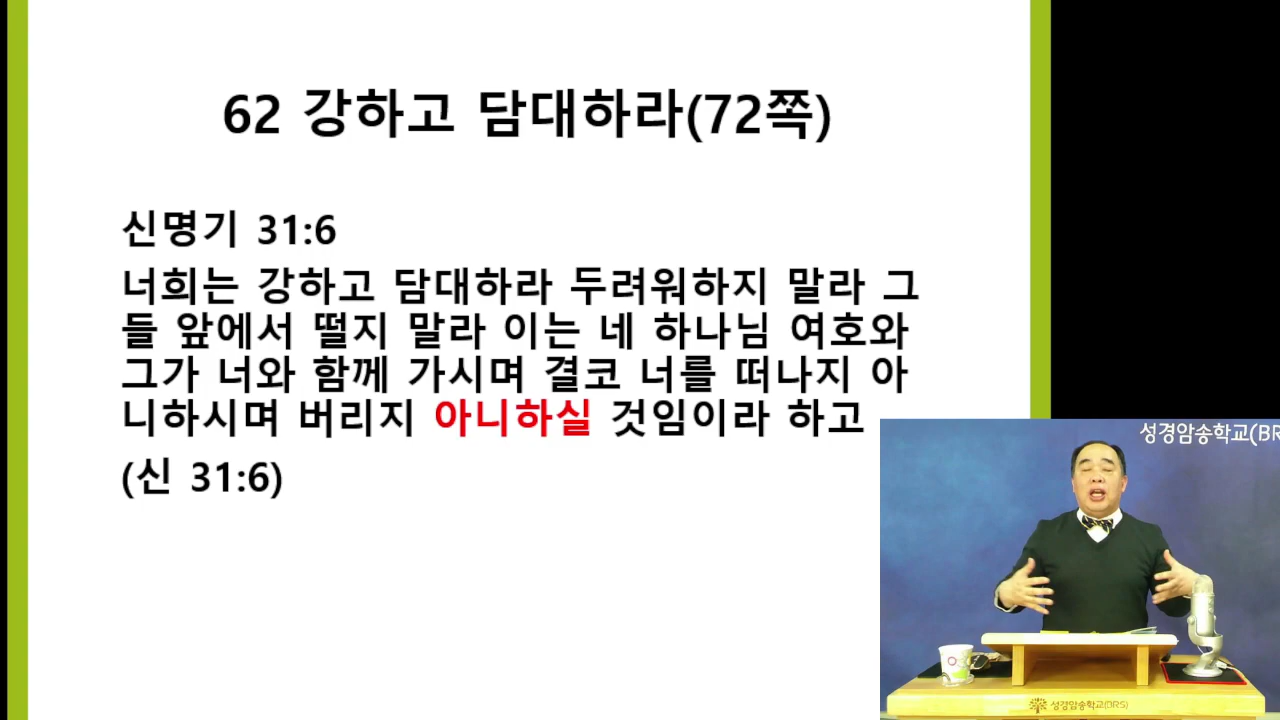 62 강하고 담대하라(72쪽)
신명기 31:6
너희는 강하고 담대하라 두려워하지 말라 그
들 앞에서 떨지 말라 이는 네 하나님 여호와
그가 너와 함께 가시며 결코 너를 떠나지 아
니하시며 버리지 아니하실 것임이라 하고
(신 31:6)
성경암송학교(BR
성경암송학교(BRS)